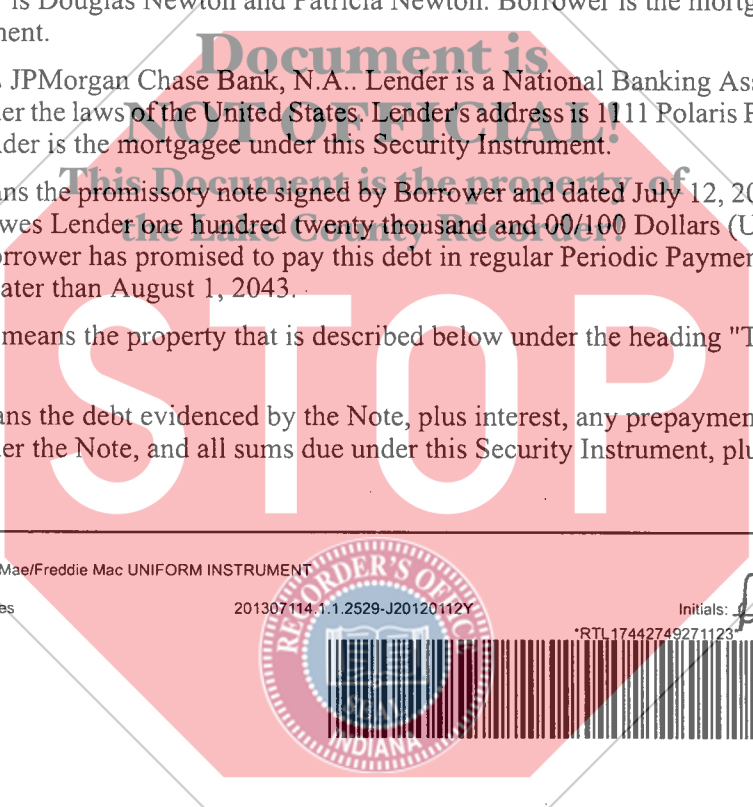 is Douglas Newton and Patricia Newton. Borrower is the mortg
ment.
Document is
JPMorgan Chase Bank, N.A.. Lender is a National Banking Ass
er the laws of the United States. Lender's address is 1111 Polaris P
NOT OFFICIAL!
der is the mortgagee under this Security Instrument.
This Document is the property of
ns the promissory note signed by Borrower and dated July 12, 20
the Lake County Recorder!
wes Lender one hundred twenty thousand and 00/100 Dollars (U
orrower has promised to pay this debt in regular Periodic Paymen
ater than August 1, 2043.
STOP
means the property that is described below under the heading "T
ans the debt evidenced by the Note, plus interest, any prepaymen
er the Note, and all sums due under this Security Instrument, plu
Mae/Freddie Mac UNIFORM INSTRUMENT
es 201307114.1.1.2529-J20120112Y Initials:
*RTL17442749271123*
RECORDER'S OFFICE
SEAL
INDIANA